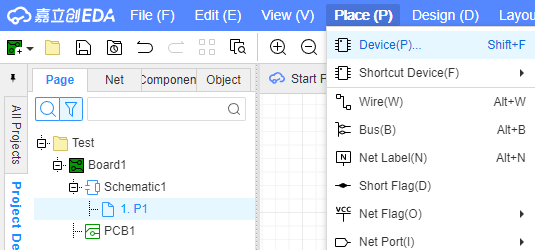 嘉立创EDA File (F) Edit (E) View (V) Place (P) Design (D) Layou
Device(P)... Shift+F
Shortcut Device(F)
Wire(W) Alt+W
Bus(B) Alt+B
N Net Label(N) Alt+N
Short Flag(D)
VCC Net Flag(O)
N Net Port(I)
Page Net Componen Object
Start F
All Projects
Project De
Test
Board1
Schematic1
1. P1
PCB1